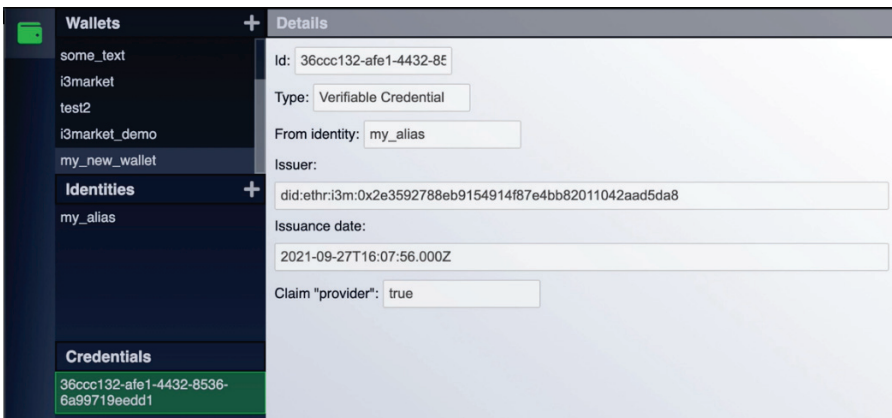 Wallets
some_text
i3market
test2
i3market_demo
my_new_wallet
Identities
my_alias
Credentials
36ccc132-afe1-4432-8536-
6a99719eedd1
Details
Id: 36ccc132-afe1-4432-85
Type: Verifiable Credential
From identity: my_alias
Issuer:
did:ethr:i3m:0x2e3592788eb9154914f87e4bb82011042aad5da8
Issuance date:
2021-09-27T16:07:56.000Z
Claim "provider": true